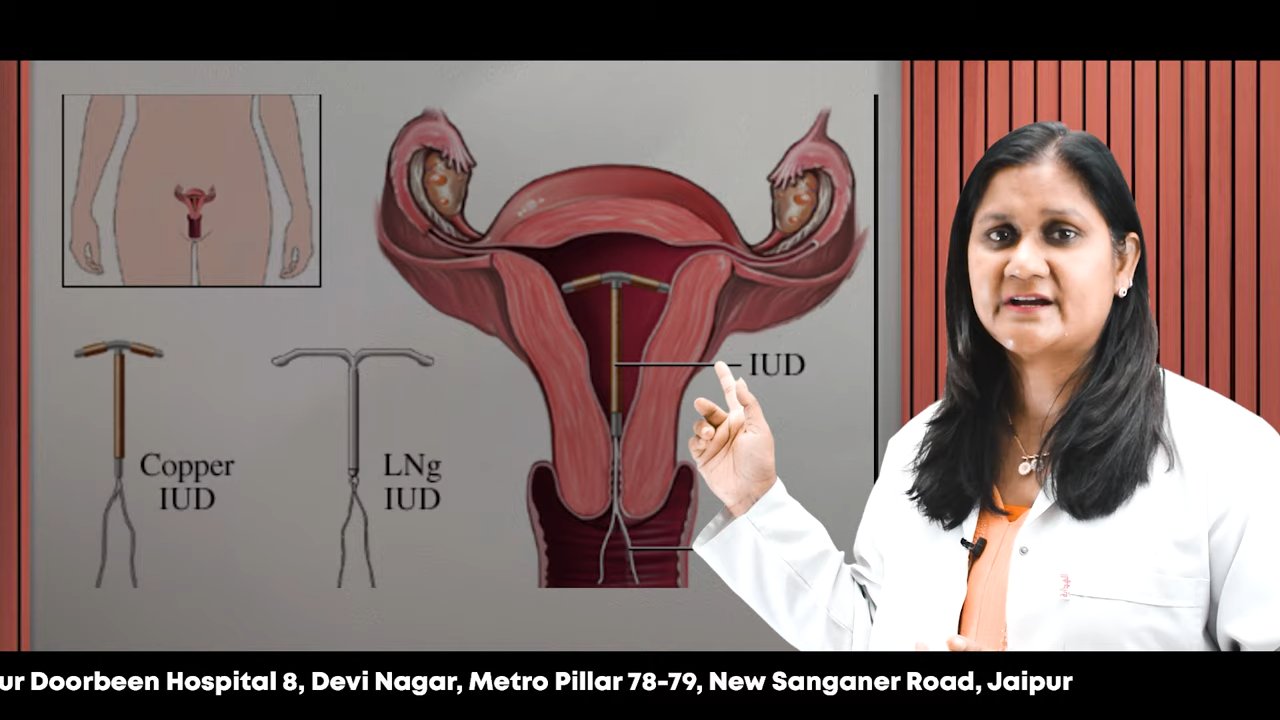 IUD
Copper
IUD
LNg
IUD
ur Doorbeen Hospital 8, Devi Nagar, Metro Pillar 78-79, New Sanganer Road, Jaipur